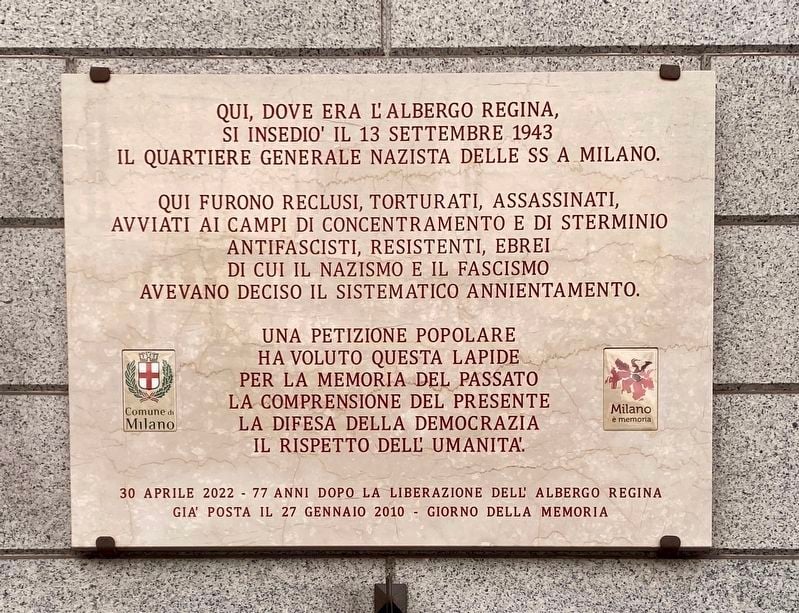 QUI, DOVE ERA L'ALBERGO REGINA,
SI INSEDIO' IL 13 SETTEMBRE 1943
IL QUARTIERE GENERALE NAZISTA DELLE SS A MILANO.
QUI FURONO RECLUSI, TORTURATI, ASSASSINATI,
AVVIATI AI CAMPI DI CONCENTRAMENTO E DI STERMINIO
ANTIFASCISTI, RESISTENTI, EBREI
DI CUI IL NAZISMO E IL FASCISMO
AVEVANO DECISO IL SISTEMATICO ANNIENTAMENTO.
UNA PETIZIONE POPOLARE
HA VOLUTO QUESTA LAPIDE
PER LA MEMORIA DEL PASSATO
LA COMPRENSIONE DEL PRESENTE
LA DIFESA DELLA DEMOCRAZIA
IL RISPETTO DELL' UMANITA'.
Comune di
Milano
Milano
è memoria
30 APRILE 2022 - 77 ANNI DOPO LA LIBERAZIONE DELL' ALBERGO REGINA
GIA' POSTA IL 27 GENNAIO 2010 - GIORNO DELLA MEMORIA